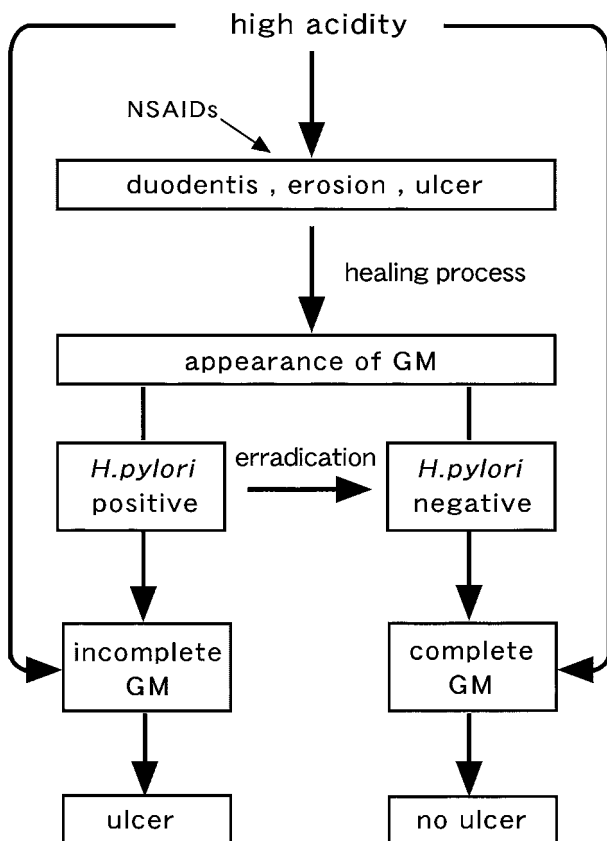 high acidity
NSAIDs
duodentis , erosion , ulcer
healing process
appearance of GM
H.pylori
positive
erradication
H.pylori
negative
incomplete
GM
complete
GM
ulcer
no ulcer